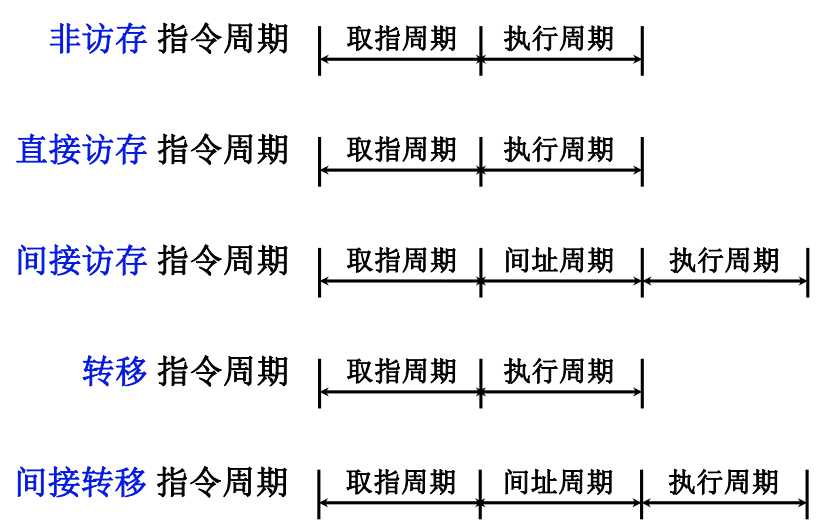 非访存 指令周期 取指周期 执行周期
直接访存 指令周期 取指周期 执行周期
间接访存 指令周期 取指周期 间址周期 执行周期
转移 指令周期 取指周期 执行周期
间接转移 指令周期 取指周期 间址周期 执行周期